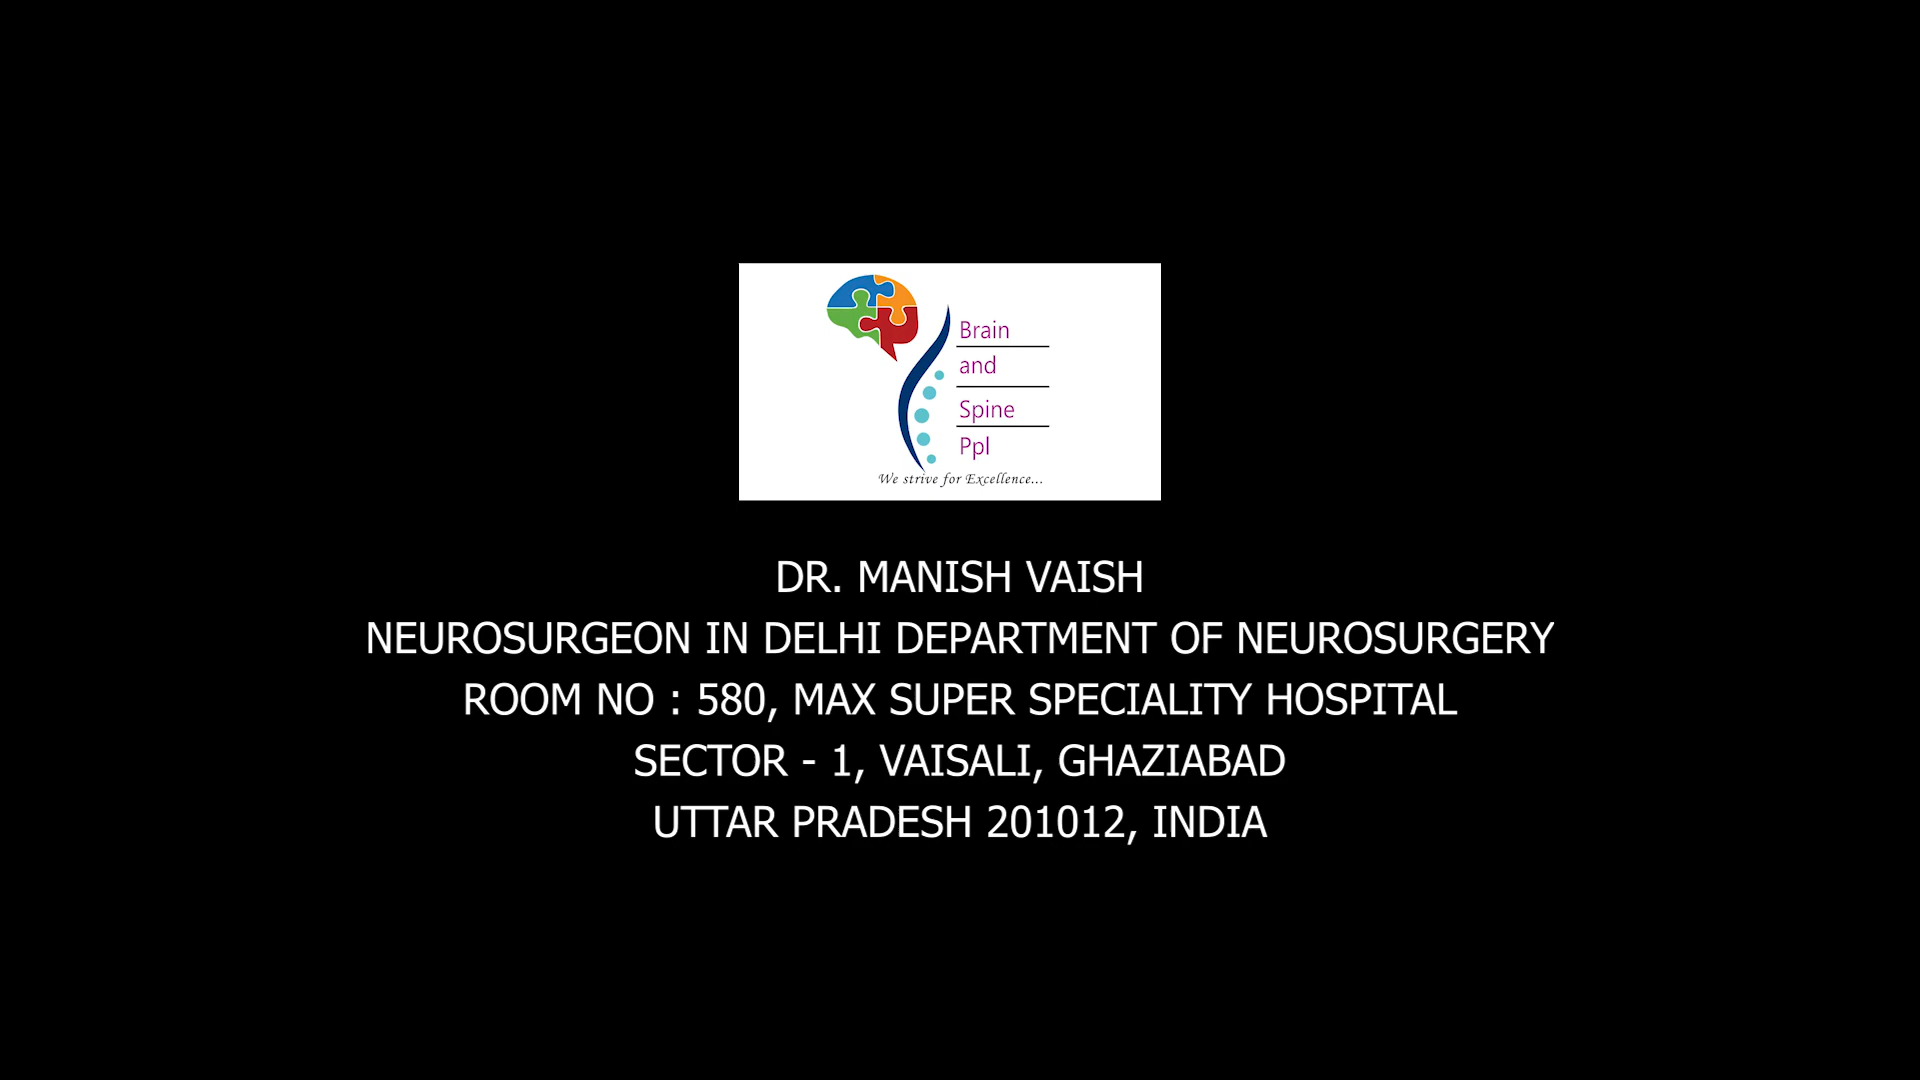 Brain
and
Spine
Ppl
We strive for Excellence...
DR. MANISH VAISH
NEUROSURGEON IN DELHI DEPARTMENT OF NEUROSURGERY
ROOM NO : 580, MAX SUPER SPECIALITY HOSPITAL
SECTOR - 1, VAISALI, GHAZIABAD
UTTAR PRADESH 201012, INDIA